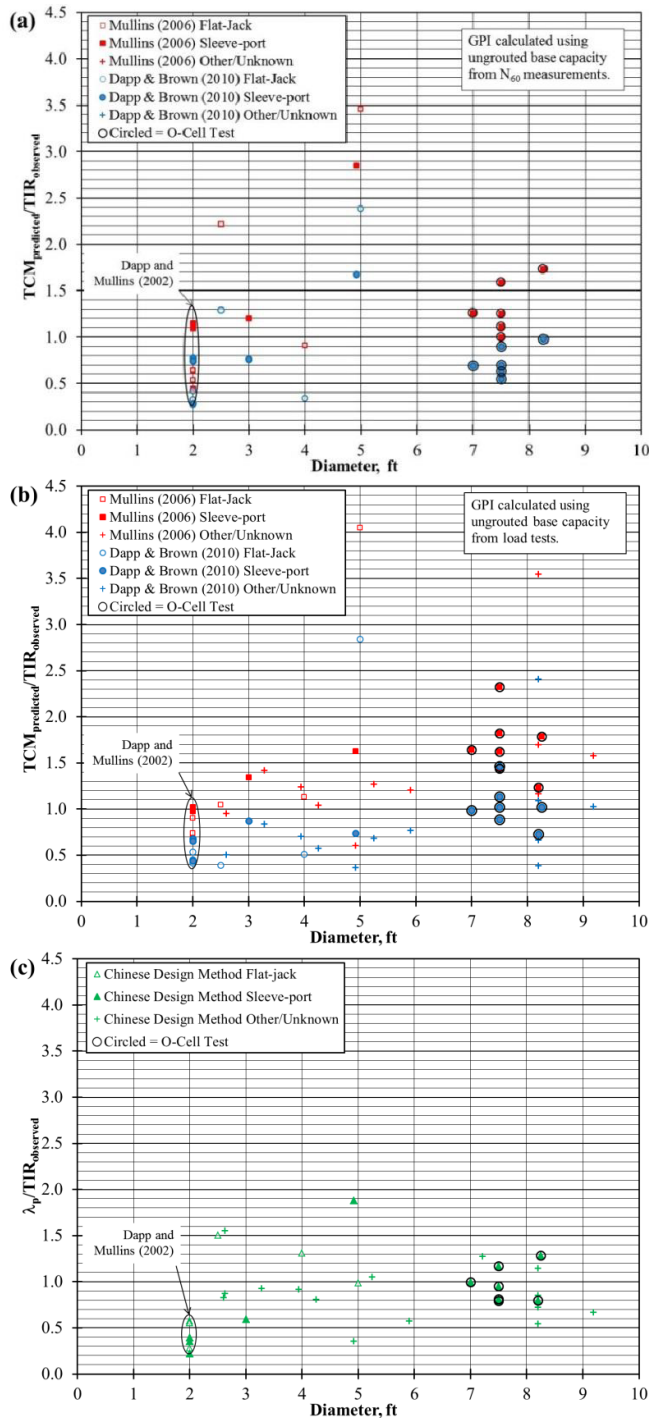 (a)
4.5
4.0
3.5
3.0
2.5
2.0
1.5
1.0
0.5
0.0
TCMpredicted/TIRobserved
Mullins (2006) Flat-Jack
Mullins (2006) Sleeve-port
Mullins (2006) Other/Unknown
Dapp & Brown (2010) Flat-Jack
Dapp & Brown (2010) Sleeve-port
Dapp & Brown (2010) Other/Unknown
Circled = O-Cell Test
GPI calculated using
ungrouted base capacity
from N60 measurements.
Dapp and
Mullins (2002)
0 1 2 3 4 5 6 7 8 9 10
Diameter, ft
(b)
4.5
4.0
3.5
3.0
2.5
2.0
1.5
1.0
0.5
0.0
TCMpredicted/TIRobserved
Mullins (2006) Flat-Jack
Mullins (2006) Sleeve-port
Mullins (2006) Other/Unknown
Dapp & Brown (2010) Flat-Jack
Dapp & Brown (2010) Sleeve-port
Dapp & Brown (2010) Other/Unknown
Circled = O-Cell Test
GPI calculated using
ungrouted base capacity
from load tests.
Dapp and
Mullins (2002)
0 1 2 3 4 5 6 7 8 9 10
Diameter, ft
(c)
4.5
4.0
3.5
3.0
2.5
2.0
1.5
1.0
0.5
0.0
λp/TIRobserved
Chinese Design Method Flat-jack
Chinese Design Method Sleeve-port
Chinese Design Method Other/Unknown
Circled = O-Cell Test
Dapp and
Mullins (2002)
0 1 2 3 4 5 6 7 8 9 10
Diameter, ft